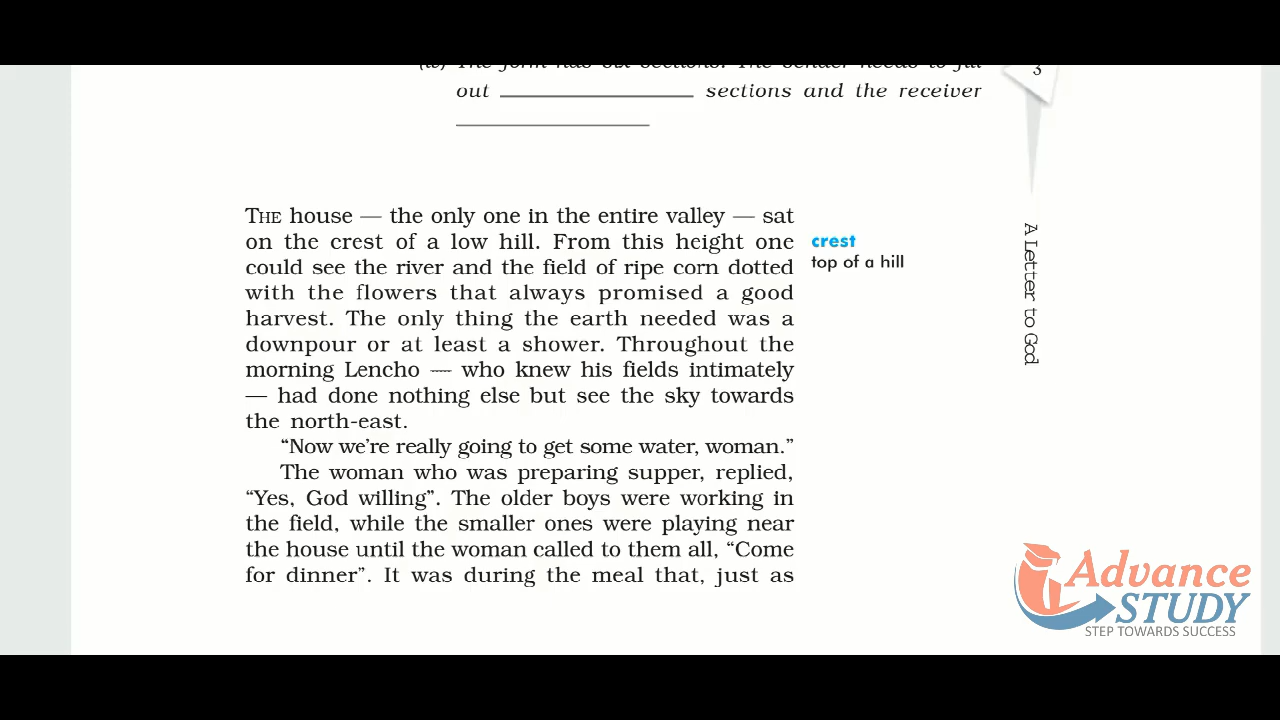 out ____________ sections and the receiver
____________
THE house — the only one in the entire valley — sat
on the crest of a low hill. From this height one
could see the river and the field of ripe corn dotted
with the flowers that always promised a good
harvest. The only thing the earth needed was a
downpour or at least a shower. Throughout the
morning Lencho — who knew his fields intimately
— had done nothing else but see the sky towards
the north-east.
“Now we're really going to get some water, woman.”
The woman who was preparing supper, replied,
“Yes, God willing”. The older boys were working in
the field, while the smaller ones were playing near
the house until the woman called to them all, “Come
for dinner”. It was during the meal that, just as
crest
top of a hill
3
A Letter to God
Advance
STUDY
STEP TOWARDS SUCCESS